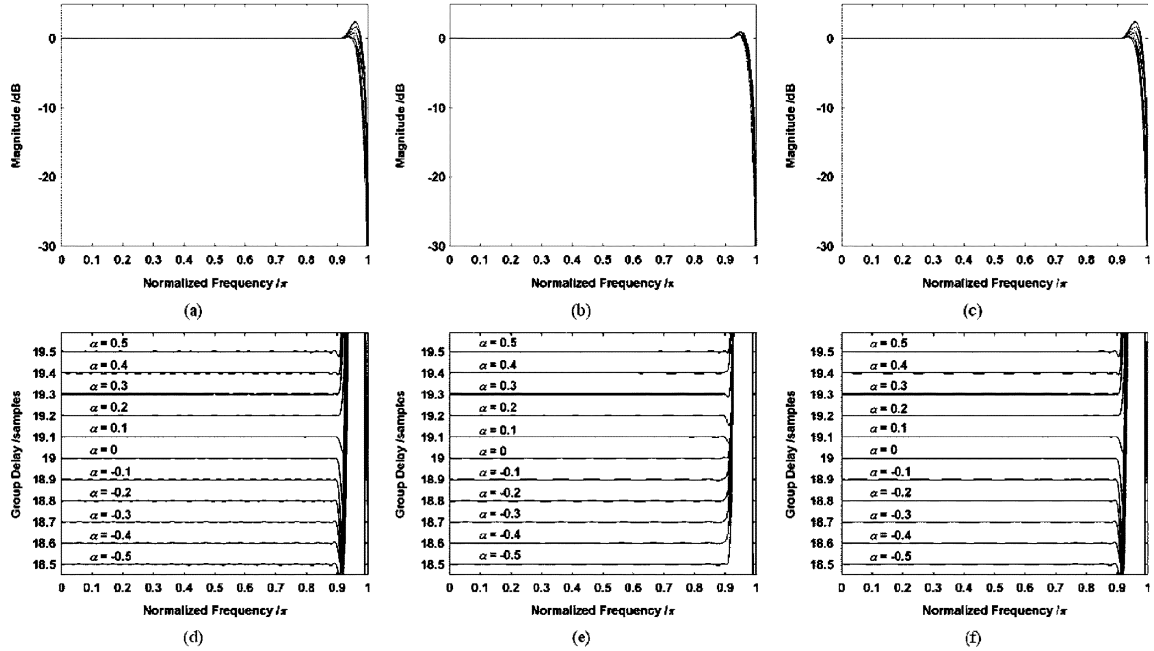 0
-10
-20
-30
Magnitude /dB
0 0.1 0.2 0.3 0.4 0.5 0.6 0.7 0.8 0.9 1
Normalized Frequency /π
(a)
0
-10
-20
-30
Magnitude /dB
0 0.1 0.2 0.3 0.4 0.5 0.6 0.7 0.8 0.9 1
Normalized Frequency /π
(b)
0
-10
-20
-30
Magnitude /dB
0 0.1 0.2 0.3 0.4 0.5 0.6 0.7 0.8 0.9 1
Normalized Frequency /π
(c)
19.5
19.4
19.3
19.2
19.1
19
18.9
18.8
18.7
18.6
18.5
Group Delay /samples
α = 0.5
α = 0.4
α = 0.3
α = 0.2
α = 0.1
α = 0
α = -0.1
α = -0.2
α = -0.3
α = -0.4
α = -0.5
0 0.1 0.2 0.3 0.4 0.5 0.6 0.7 0.8 0.9 1
Normalized Frequency /π
(d)
19.5
19.4
19.3
19.2
19.1
19
18.9
18.8
18.7
18.6
18.5
Group Delay /samples
α = 0.5
α = 0.4
α = 0.3
α = 0.2
α = 0.1
α = 0
α = -0.1
α = -0.2
α = -0.3
α = -0.4
α = -0.5
0 0.1 0.2 0.3 0.4 0.5 0.6 0.7 0.8 0.9 1
Normalized Frequency /π
(e)
19.5
19.4
19.3
19.2
19.1
19
18.9
18.8
18.7
18.6
18.5
Group Delay /samples
α = 0.5
α = 0.4
α = 0.3
α = 0.2
α = 0.1
α = 0
α = -0.1
α = -0.2
α = -0.3
α = -0.4
α = -0.5
0 0.1 0.2 0.3 0.4 0.5 0.6 0.7 0.8 0.9 1
Normalized Frequency /π
(f)